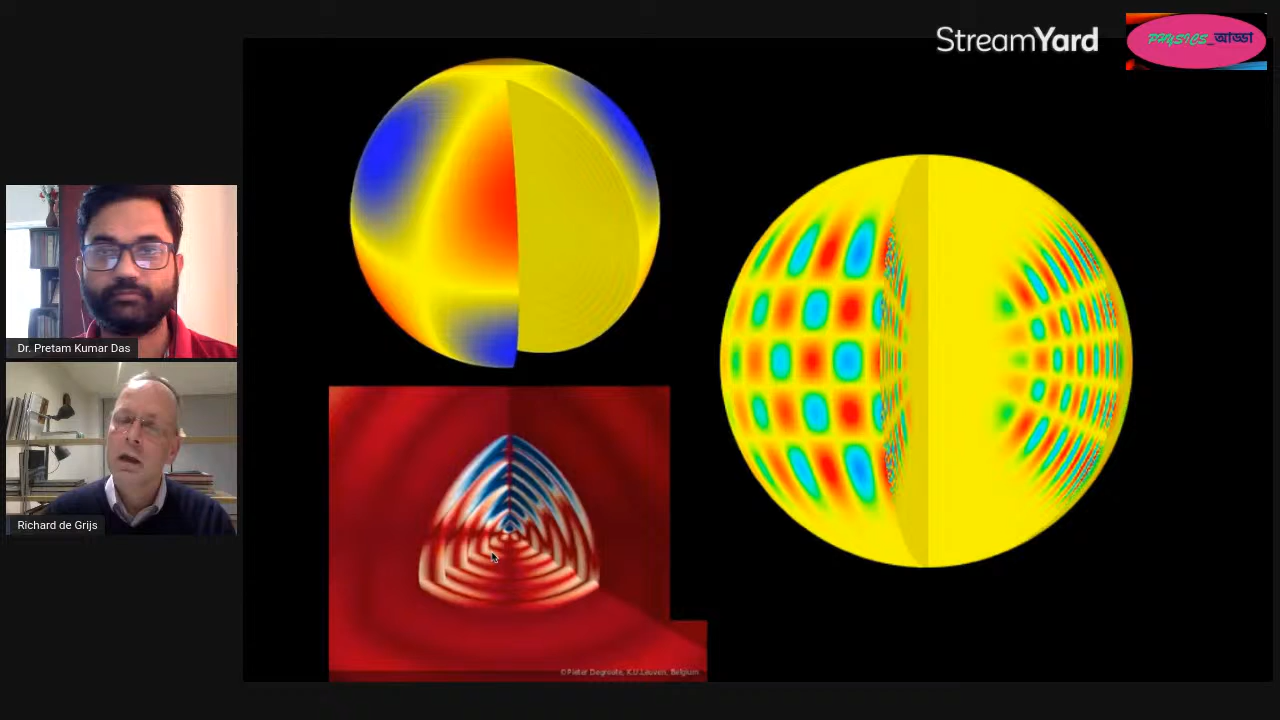 StreamYard
PHYSICS_আড্ডা
Dr. Pretam Kumar Das
Richard de Grijs
©Pieter Degroote, K.U.Leuven, Belgium